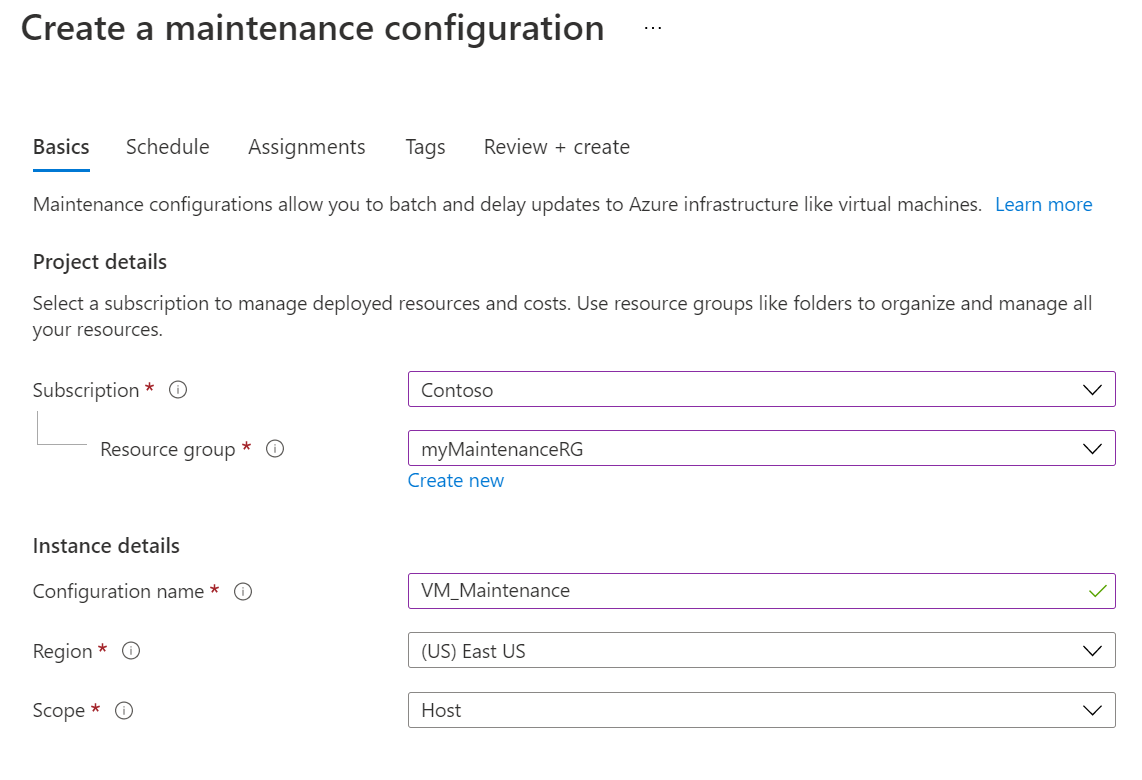 Create a maintenance configuration ...
Basics Schedule Assignments Tags Review + create
Maintenance configurations allow you to batch and delay updates to Azure infrastructure like virtual machines. Learn more
Project details
Select a subscription to manage deployed resources and costs. Use resource groups like folders to organize and manage all
your resources.
Subscription * Contoso
Resource group * myMaintenanceRG
Create new
Instance details
Configuration name * VM_Maintenance
Region * (US) East US
Scope * Host